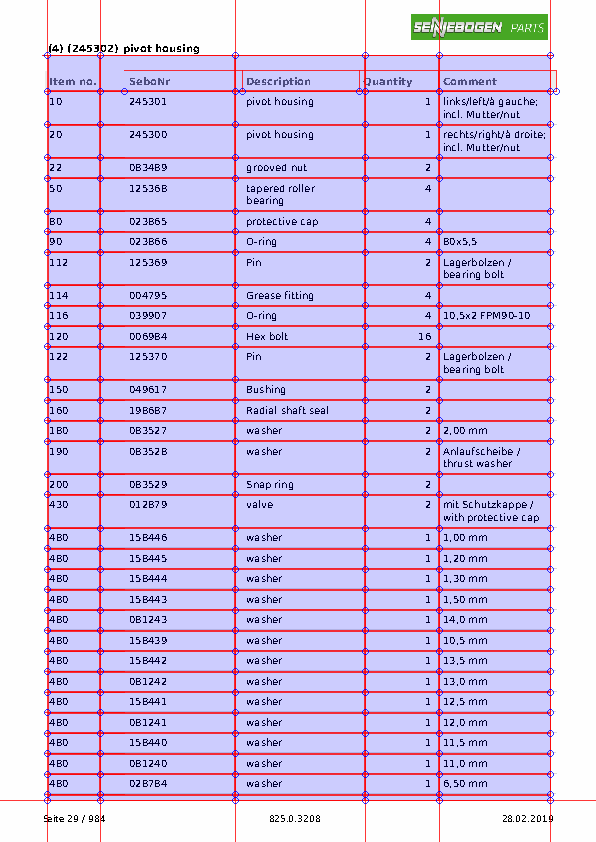 SENNEBOGEN PARTS
(4) (245302) pivot housing
Item no. SeboNr Description Quantity Comment
10 245301 pivot housing 1 links/left/à gauche;
incl. Mutter/nut
20 245300 pivot housing 1 rechts/right/à droite;
incl. Mutter/nut
22 083489 grooved nut 2
50 125368 tapered roller 4
bearing
80 023865 protective cap 4
90 023866 O-ring 4 80x5,5
112 125369 Pin 2 Lagerbolzen /
bearing bolt
114 004795 Grease fitting 4
116 039907 O-ring 4 10,5x2 FPM90-10
120 006984 Hex bolt 16
122 125370 Pin 2 Lagerbolzen /
bearing bolt
150 049617 Bushing 2
160 198687 Radial shaft seal 2
180 083527 washer 2 2,00 mm
190 083528 washer 2 Anlaufscheibe /
thrust washer
200 083529 Snap ring 2
430 012879 valve 2 mit Schutzkappe /
with protective cap
480 158446 washer 1 1,00 mm
480 158445 washer 1 1,20 mm
480 158444 washer 1 1,30 mm
480 158443 washer 1 1,50 mm
480 081243 washer 1 14,0 mm
480 158439 washer 1 10,5 mm
480 158442 washer 1 13,5 mm
480 081242 washer 1 13,0 mm
480 158441 washer 1 12,5 mm
480 081241 washer 1 12,0 mm
480 158440 washer 1 11,5 mm
480 081240 washer 1 11,0 mm
480 028784 washer 1 6,50 mm
Seite 29 / 984 825.0.3208 28.02.2019